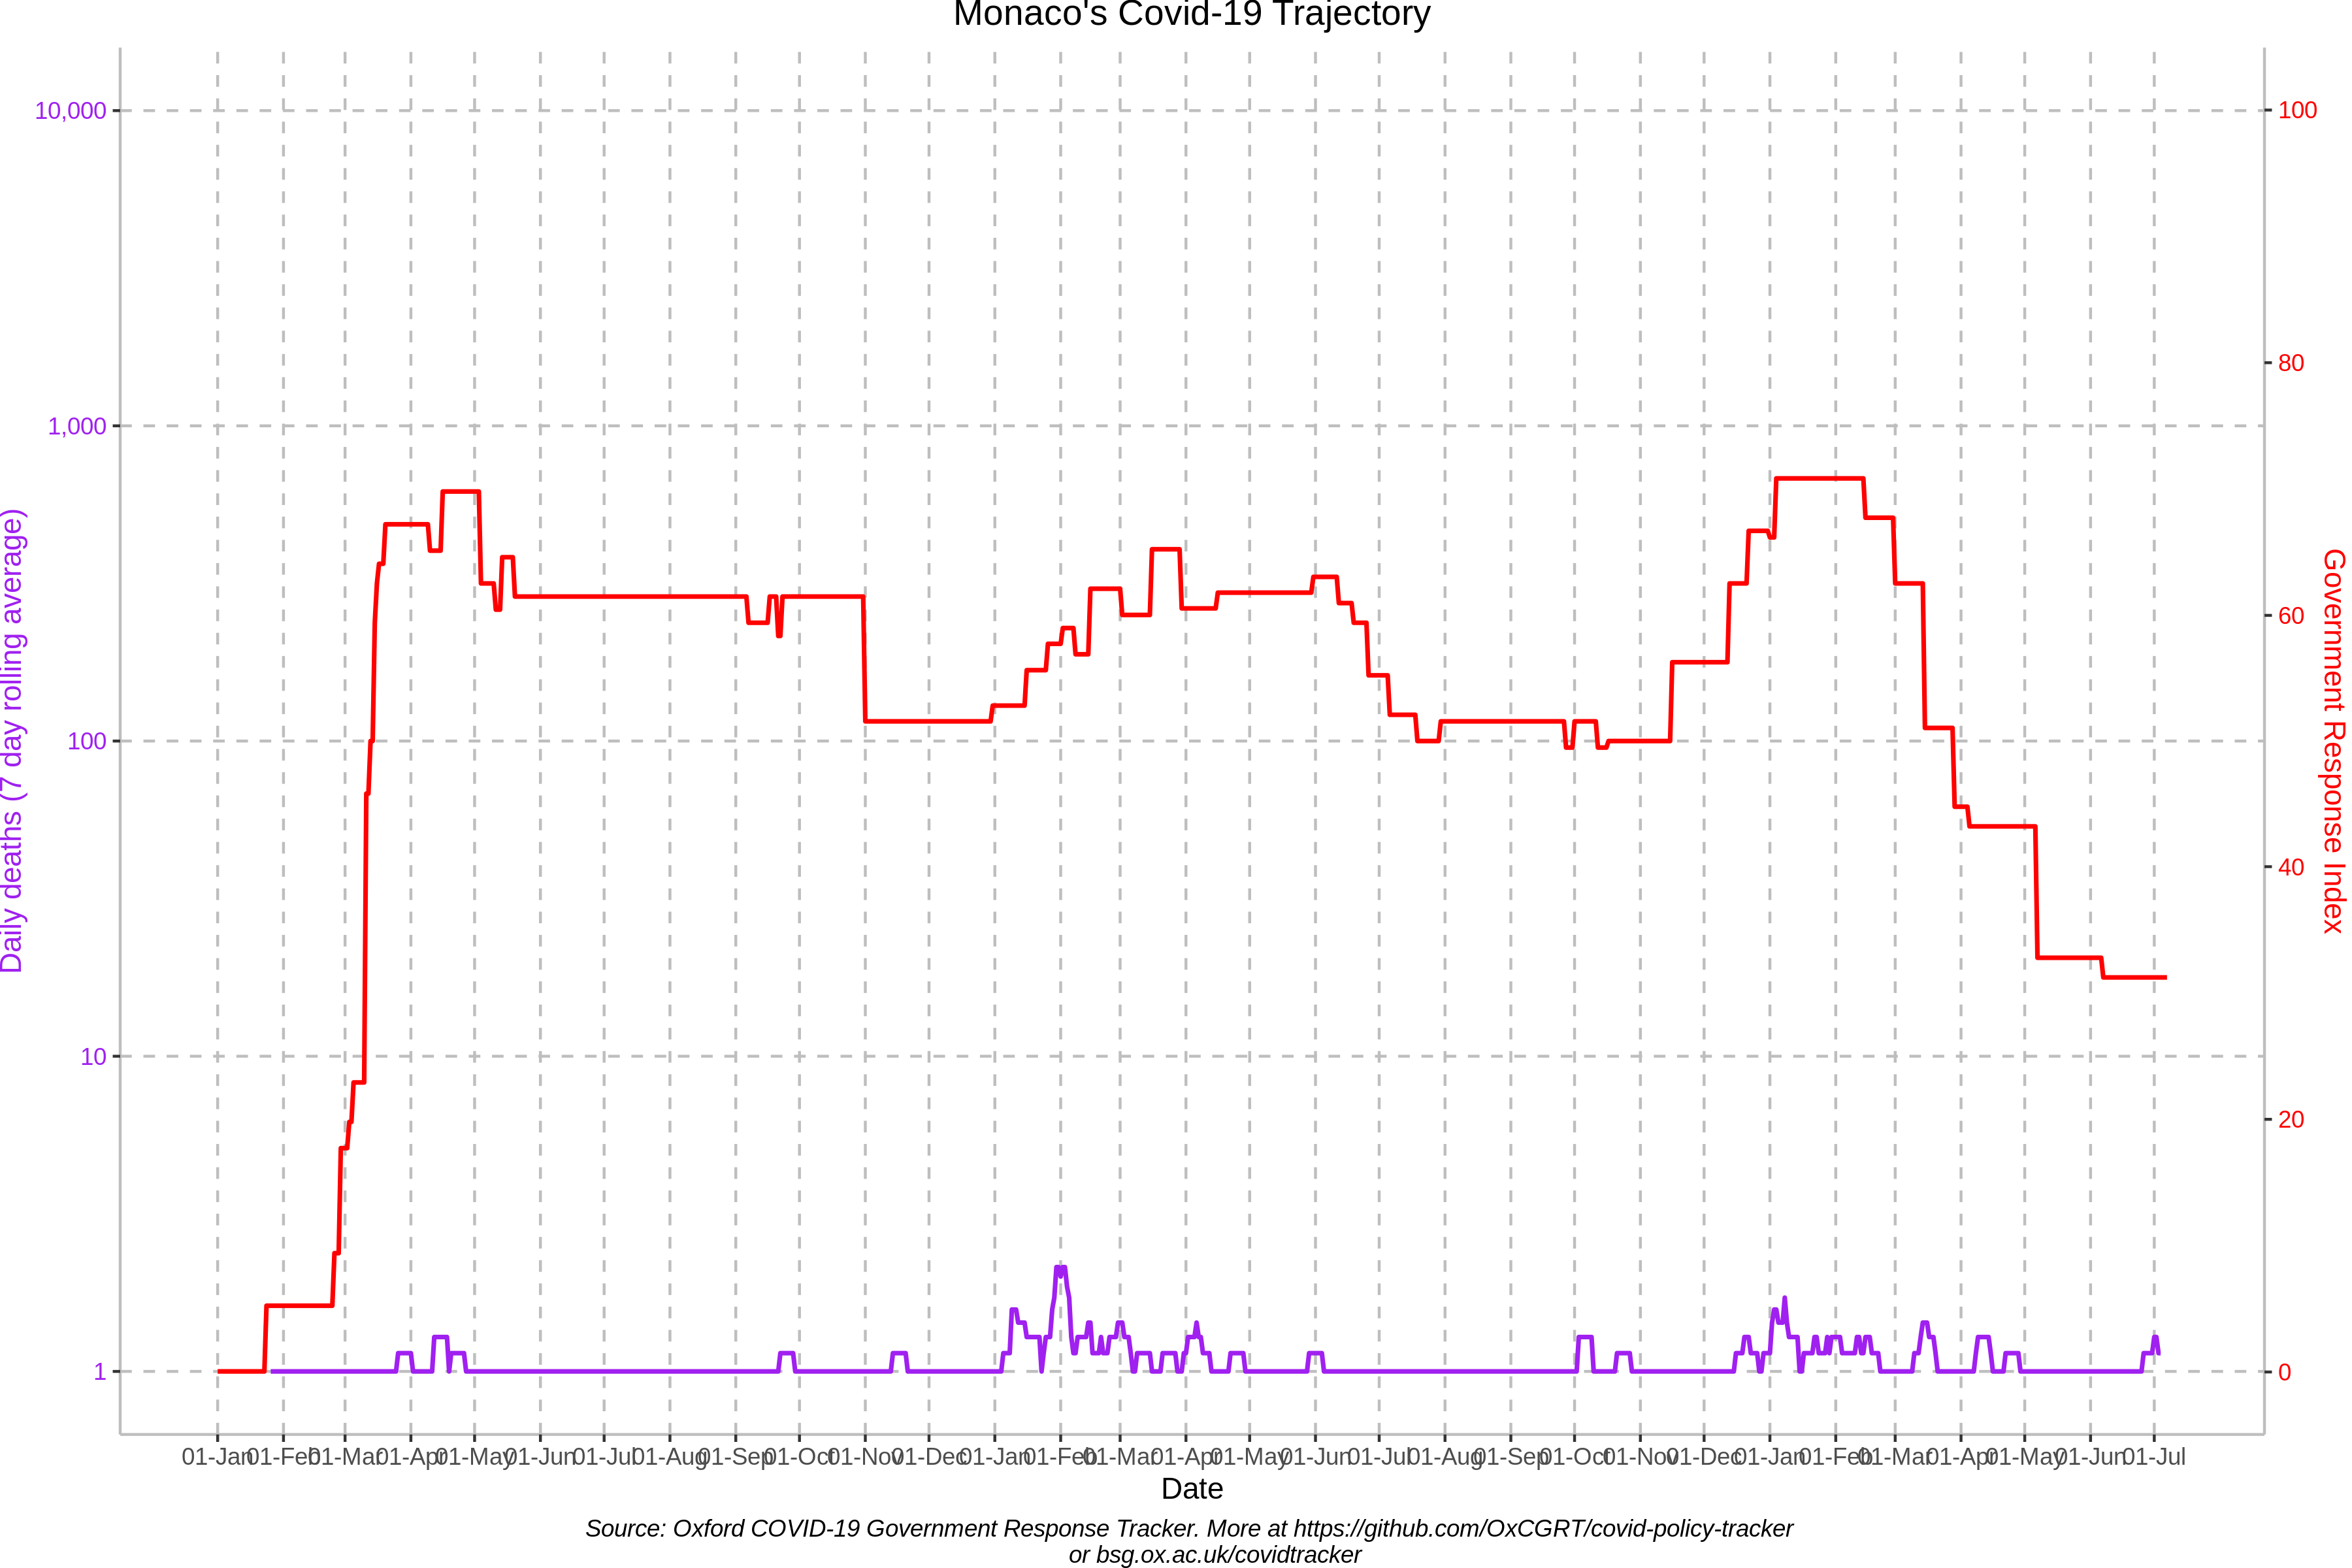 Monaco's Covid-19 Trajectory
10,000
1,000
100
10
1
Daily deaths (7 day rolling average)
100
80
60
40
20
0
Government Response Index
01-Jan 01-Feb 01-Mar 01-Apr 01-May 01-Jun 01-Jul 01-Aug 01-Sep 01-Oct 01-Nov 01-Dec 01-Jan 01-Feb 01-Mar 01-Apr 01-May 01-Jun 01-Jul 01-Aug 01-Sep 01-Oct 01-Nov 01-Dec 01-Jan 01-Feb 01-Mar 01-Apr 01-May 01-Jun 01-Jul
Date
Source: Oxford COVID-19 Government Response Tracker. More at https://github.com/OxCGRT/covid-policy-tracker
or bsg.ox.ac.uk/covidtracker